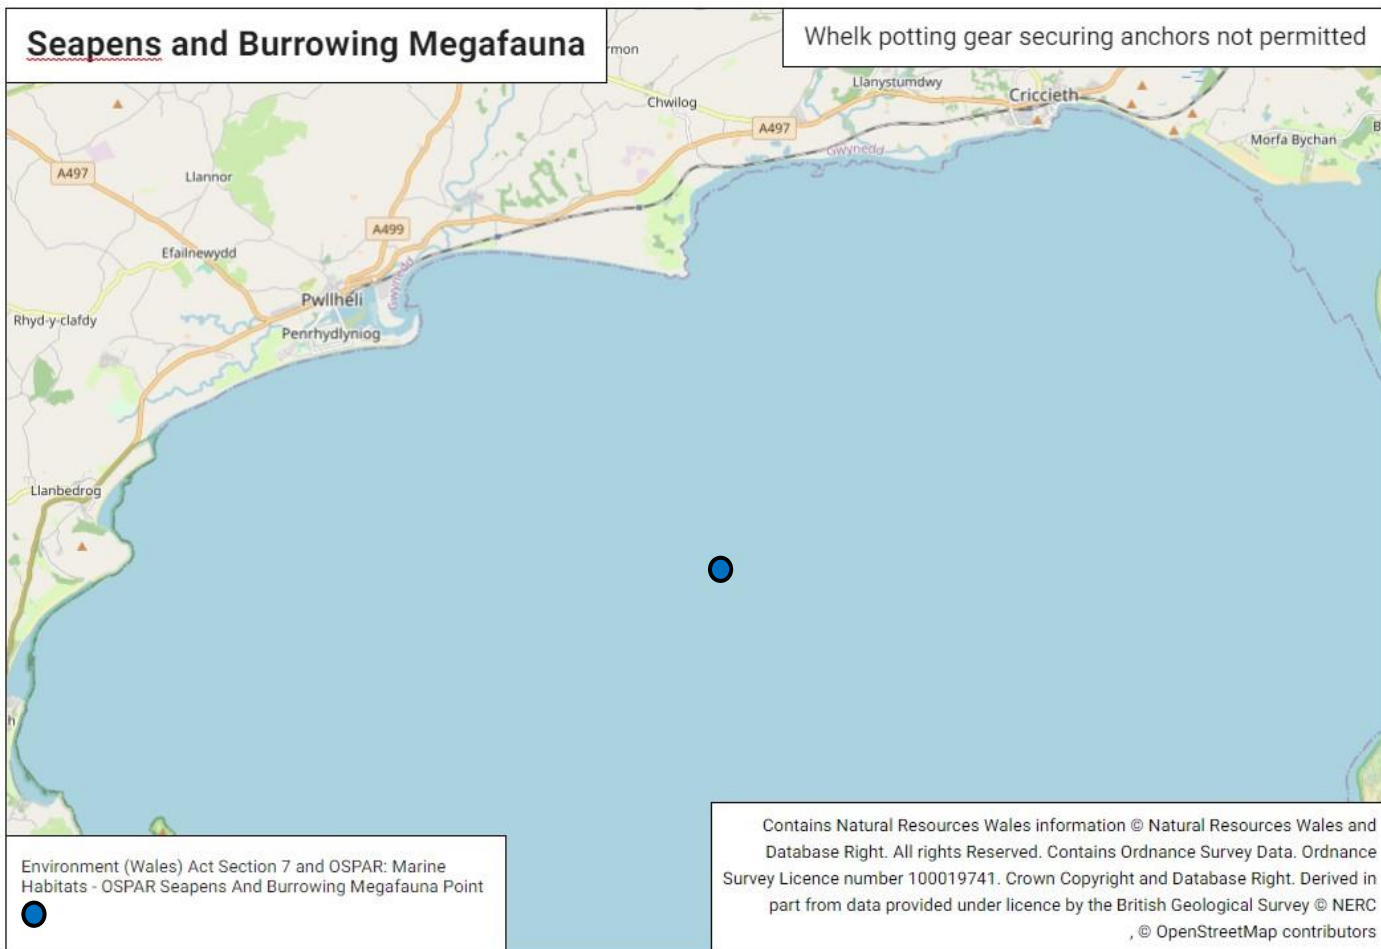 Seapens and Burrowing Megafauna
Whelk potting gear securing anchors not permitted
rmon
Llanystumdwy
Chwilog
Criccieth
A497
Gwynedd
Morfa Bychan
B
A497
Llannor
A499
Efailnewydd
Gwynedd
Pwllheli
Rhyd-y-clafdy
Penrhydlyniog
Llanbedrog
h
Environment (Wales) Act Section 7 and OSPAR: Marine
Habitats - OSPAR Seapens And Burrowing Megafauna Point
Contains Natural Resources Wales information © Natural Resources Wales and
Database Right. All rights Reserved. Contains Ordnance Survey Data. Ordnance
Survey Licence number 100019741. Crown Copyright and Database Right. Derived in
part from data provided under licence by the British Geological Survey © NERC
, © OpenStreetMap contributors